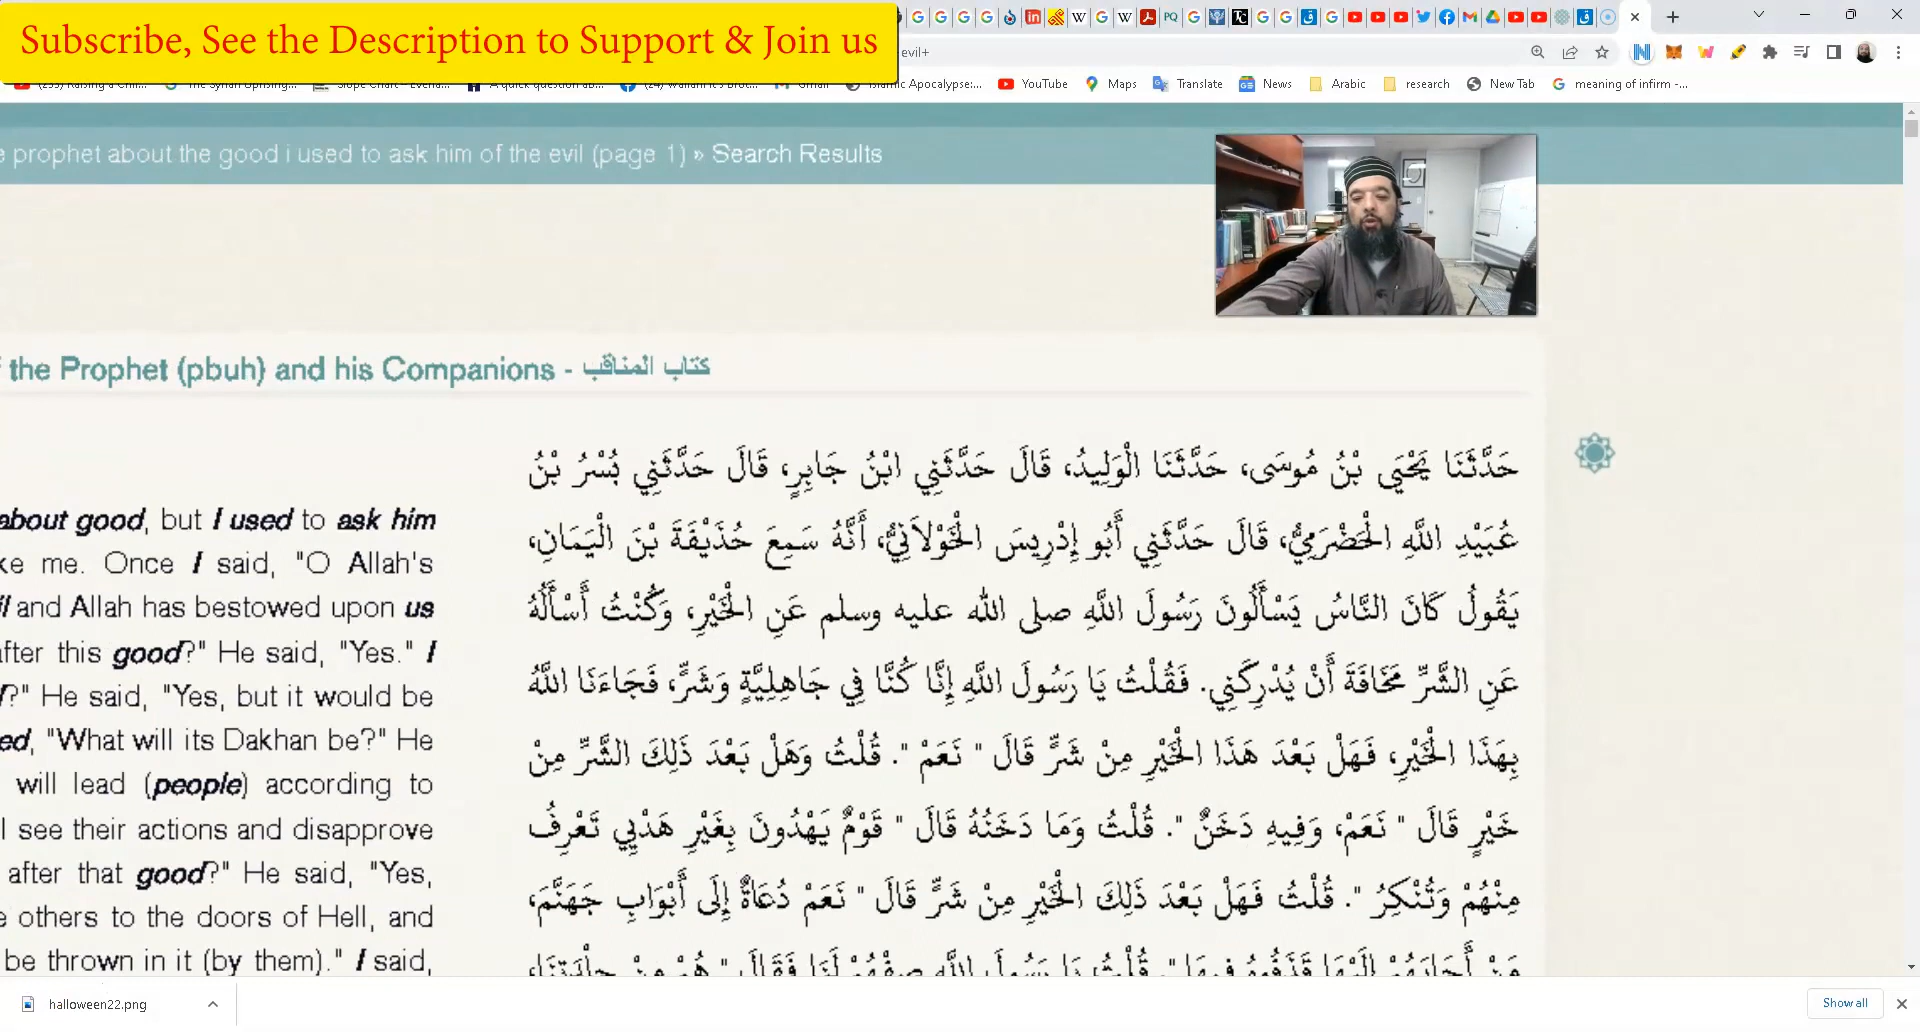 Subscribe, See the Description to Support & Join us
evil+
YouTube
Maps
Translate
News
Arabic
research
New Tab
meaning of infirm -...
e prophet about the good i used to ask him of the evil (page 1) » Search Results
the Prophet (pbuh) and his Companions - كتاب المناقب
about good, but I used to ask him
ke me. Once I said, "O Allah's
and Allah has bestowed upon us
after this good?" He said, "Yes." I
?" He said, "Yes, but it would be
ed, "What will its Dakhan be?" He
will lead (people) according to
l see their actions and disapprove
after that good?" He said, "Yes,
e others to the doors of Hell, and
be thrown in it (by them)." I said,
حَدَّثَنَا يَحْيَى بْنُ مُوسَى، حَدَّثَنَا الْوَلِيدُ، قَالَ حَدَّثَنِي ابْنُ جَابِرٍ، قَالَ حَدَّثَنِي بُسْرُ بْنُ
عُبَيْدِ اللَّهِ الْحَضْرَمِيُّ، قَالَ حَدَّثَنِي أَبُو إِدْرِيسَ الْخَوْلاَنِيُّ، أَنَّهُ سَمِعَ حُذَيْفَةَ بْنَ الْيَمَانِ،
يَقُولُ كَانَ النَّاسُ يَسْأَلُونَ رَسُولَ اللَّهِ صلى الله عليه وسلم عَنِ الْخَيْرِ، وَكُنْتُ أَسْأَلُهُ
عَنِ الشَّرِّ مَخَافَةَ أَنْ يُدْرِكَنِي. فَقُلْتُ يَا رَسُولَ اللَّهِ إِنَّا كُنَّا فِي جَاهِلِيَّةٍ وَشَرٍّ، فَجَاءَنَا اللَّهُ
بِهَذَا الْخَيْرِ، فَهَلْ بَعْدَ هَذَا الْخَيْرِ مِنْ شَرٍّ قَالَ " نَعَمْ ". قُلْتُ وَهَلْ بَعْدَ ذَلِكَ الشَّرِّ مِنْ
خَيْرٍ قَالَ " نَعَمْ، وَفِيهِ دَخَنٌ ". قُلْتُ وَمَا دَخَنُهُ قَالَ " قَوْمٌ يَهْدُونَ بِغَيْرِ هَدْيِي تَعْرِفُ
مِنْهُمْ وَتُنْكِرُ ". قُلْتُ فَهَلْ بَعْدَ ذَلِكَ الْخَيْرِ مِنْ شَرٍّ قَالَ " نَعَمْ دُعَاةٌ إِلَى أَبْوَابِ جَهَنَّمَ،
halloween22.png
Show all